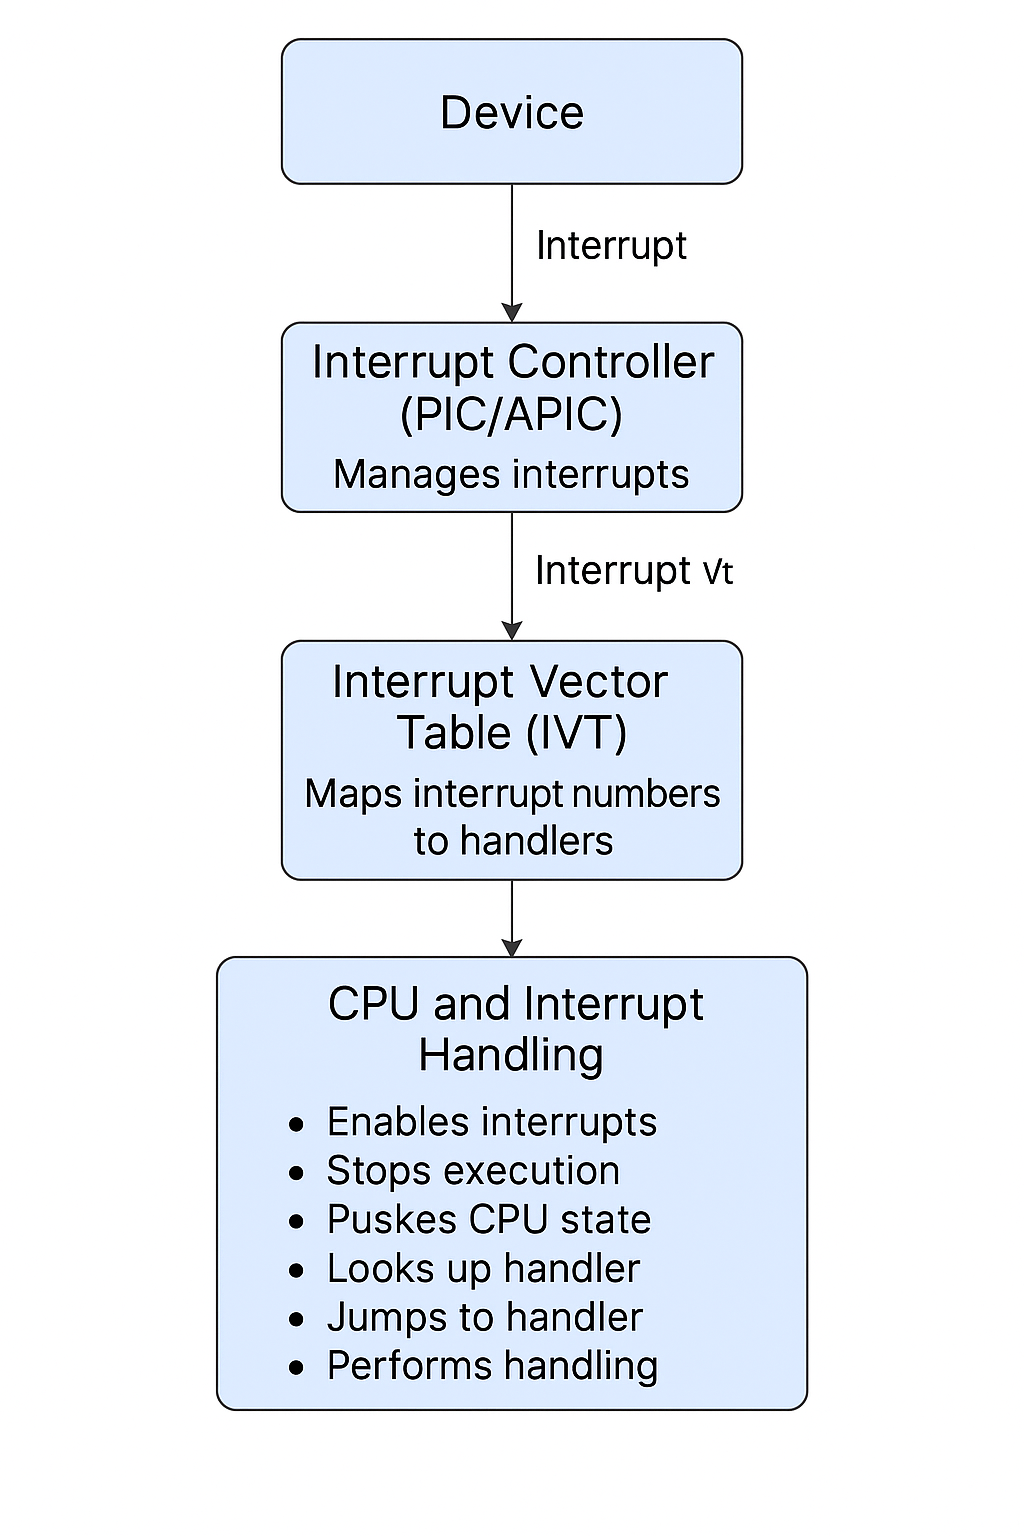 Device
Interrupt
Interrupt Controller
(PIC/APIC)
Manages interrupts
Interrupt Vt
Interrupt Vector
Table (IVT)
Maps interrupt numbers
to handlers
CPU and Interrupt
Handling
• Enables interrupts
• Stops execution
• Puskes CPU state
• Looks up handler
• Jumps to handler
• Performs handling